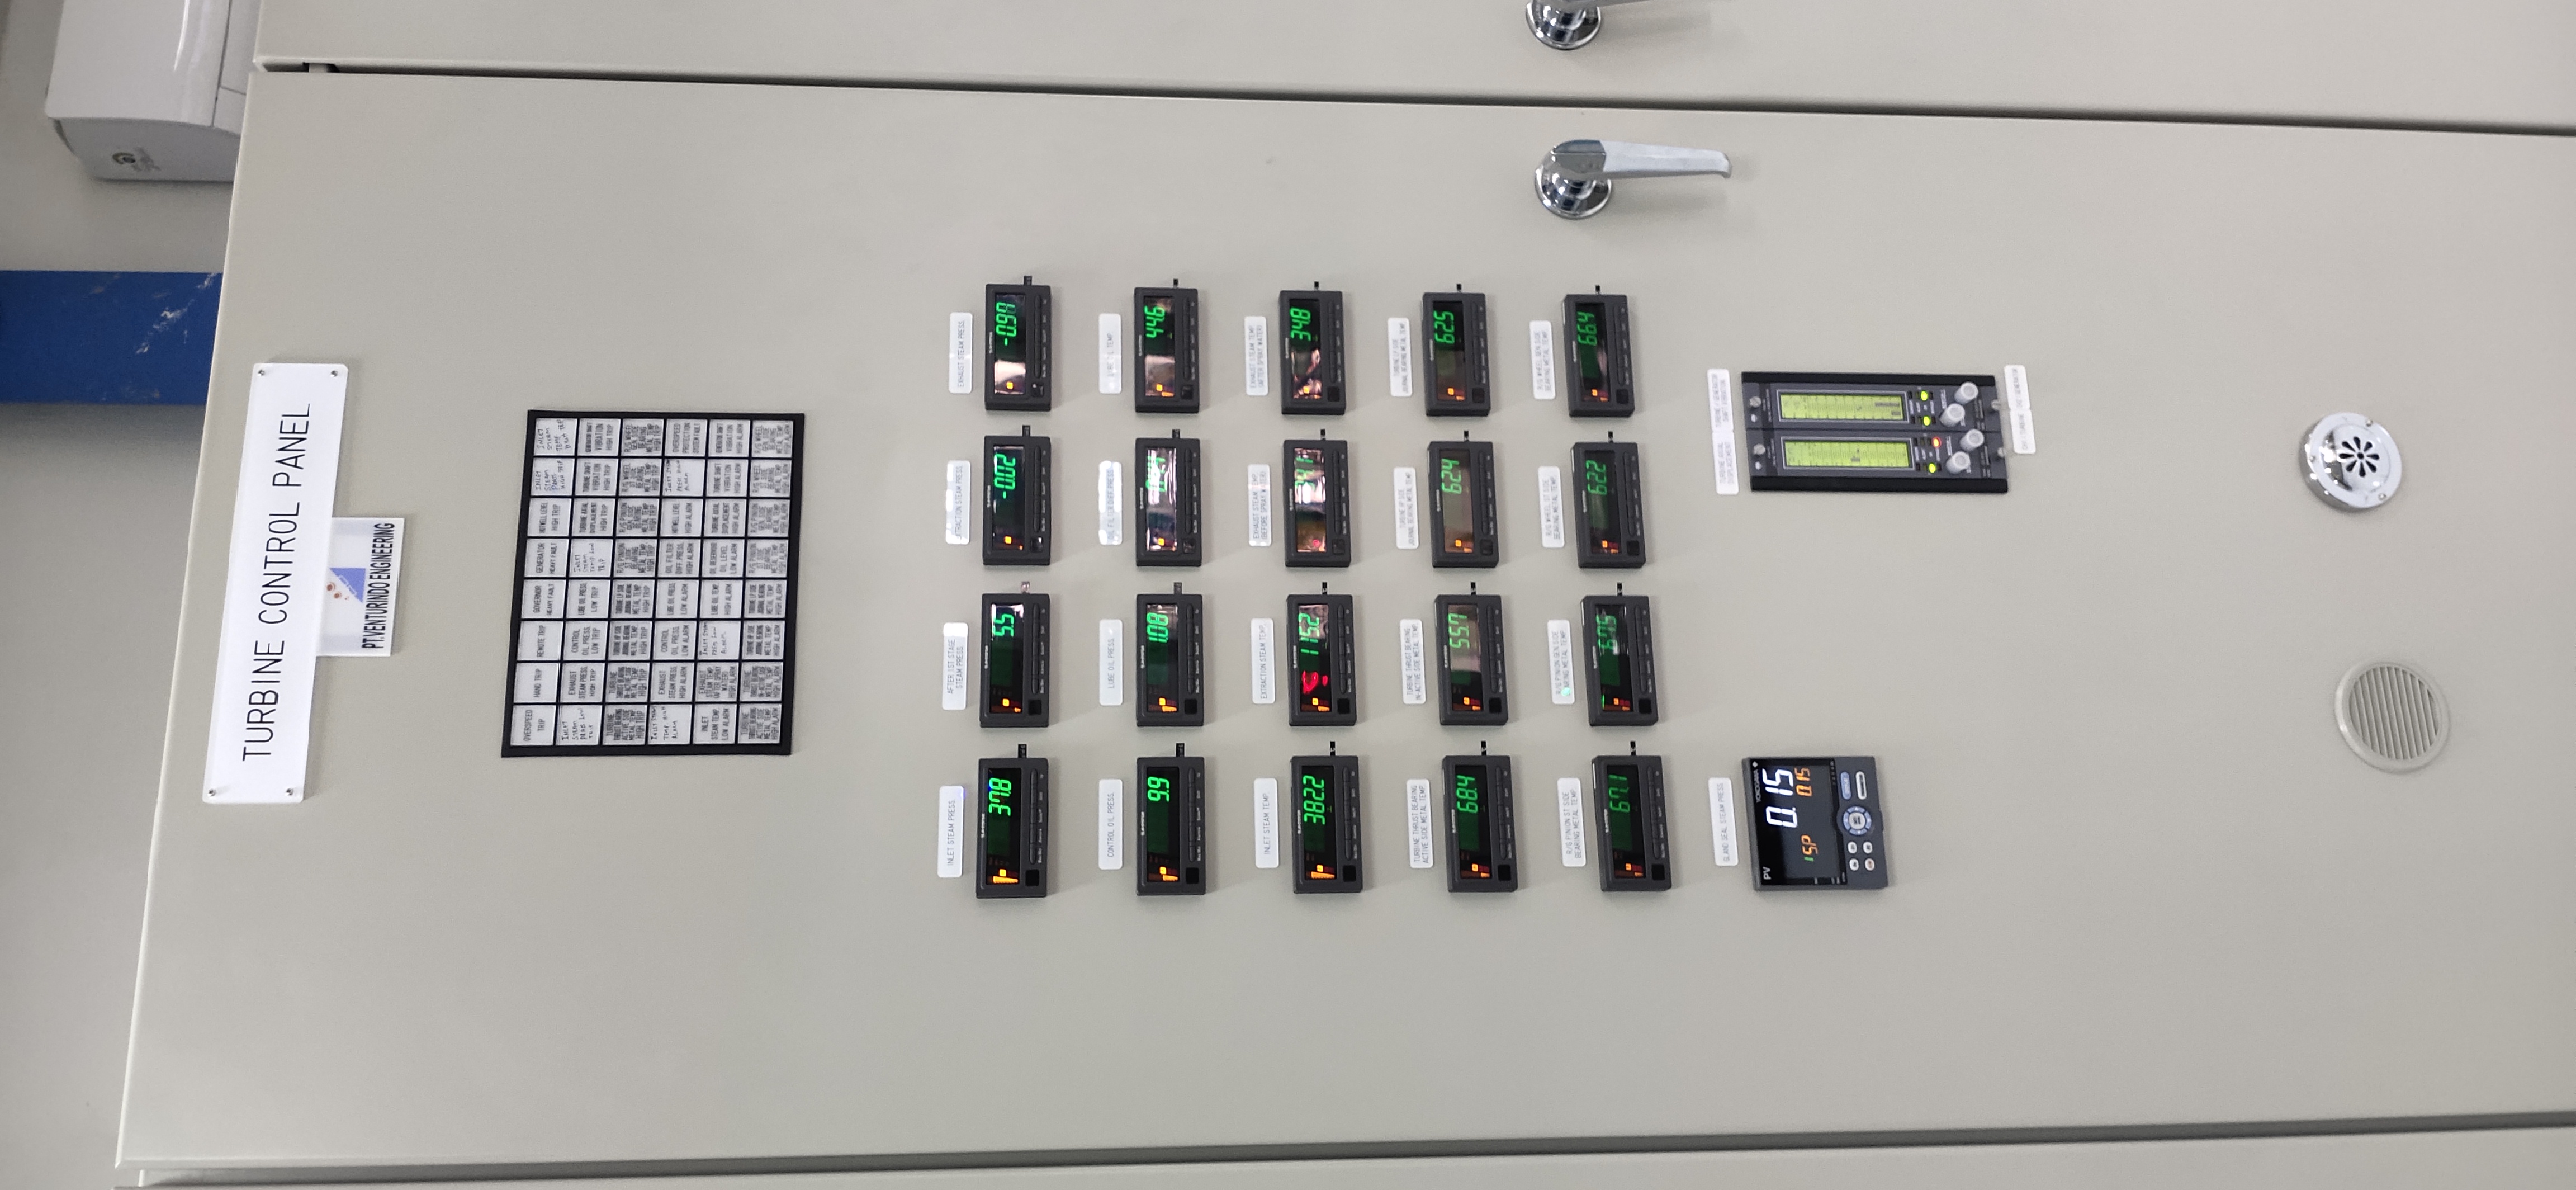 TURBINE CONTROL PANEL
PT.VENTURINDO ENGINEERING
OVERSPEED TRIP
HAND TRIP
REMOTE TRIP
GOVERNOR HEAVY FAULT
GENERATOR HEAVY FAULT
HOTWELL LEVEL HIGH TRIP
INLET STEAM PRESS HIGH TRIP
INLET STEAM TEMP HIGH TRIP
INLET STEAM PRESS LOW TRIP
EXHAUST STEAM PRESS. HIGH TRIP
CONTROL OIL PRESS. LOW TRIP
LUBE OIL PRESS. LOW TRIP
INLET STEAM TEMP LOW TRIP
TURBINE AXIAL DISPLACEMENT HIGH TRIP
TURBINE SHAFT VIBRATION HIGH TRIP
GENERATOR SHAFT VIBRATION HIGH TRIP
TURBINE THRUST BEARING ACTIVE SIDE METAL TEMP. HIGH TRIP
TURBINE THRUST BEARING IN-ACTIVE SIDE METAL TEMP. HIGH TRIP
TURBINE HP SIDE JOURNAL BEARING METAL TEMP. HIGH TRIP
TURBINE LP SIDE JOURNAL BEARING METAL TEMP. HIGH TRIP
R/G PINION ST SIDE BEARING METAL TEMP. HIGH TRIP
R/G PINION GEN. SIDE BEARING METAL TEMP. HIGH TRIP
R/G WHEEL ST SIDE BEARING METAL TEMP. HIGH TRIP
R/G WHEEL GEN. SIDE BEARING METAL TEMP. HIGH TRIP
INLET STEAM TEMP. HIGH ALARM
EXHAUST STEAM PRESS. HIGH ALARM
CONTROL OIL PRESS. LOW ALARM
LUBE OIL PRESS. LOW ALARM
OIL FILTER DIFF. PRESS. HIGH ALARM
HOTWELL LEVEL HIGH ALARM
INLET STEAM PRESS HIGH ALARM
OVERSPEED PROTECTION SYSTEM FAULT
INLET STEAM TEMP LOW ALARM
EXHAUST STEAM TEMP (AFTER SPRAY WATER) HIGH ALARM
INLET STEAM PRESS LOW ALARM
LUBE OIL TEMP. HIGH ALARM
OIL RESERVOIR OIL LEVEL LOW ALARM
TURBINE AXIAL DISPLACEMENT HIGH ALARM
TURBINE SHAFT VIBRATION HIGH ALARM
GENERATOR SHAFT VIBRATION HIGH ALARM
TURBINE THRUST BEARING ACTIVE SIDE METAL TEMP. HIGH ALARM
TURBINE THRUST BEARING IN-ACTIVE SIDE METAL TEMP. HIGH ALARM
TURBINE HP SIDE JOURNAL BEARING METAL TEMP. HIGH ALARM
TURBINE LP SIDE JOURNAL BEARING METAL TEMP. HIGH ALARM
R/G PINION ST SIDE BEARING METAL TEMP. HIGH ALARM
R/G PINION GEN. SIDE BEARING METAL TEMP. HIGH ALARM
R/G WHEEL ST SIDE BEARING METAL TEMP. HIGH ALARM
R/G WHEEL GEN. SIDE BEARING METAL TEMP. HIGH ALARM
INLET STEAM PRESS.
37.8
AFTER 1ST STAGE
STEAM PRESS.
5.5
EXTRACTION STEAM PRESS.
-0.02
EXHAUST STEAM PRESS.
-0.97
CONTROL OIL PRESS.
9.9
LUBE OIL PRESS.
1.08
OIL FILTER DIFF. PRESS.
LUBE OIL TEMP.
44.6
INLET STEAM TEMP.
382.2
EXTRACTION STEAM TEMP.
115.2
EXHAUST STEAM TEMP.
(BEFORE SPRAY WATER)
EXHAUST STEAM TEMP.
(AFTER SPRAY WATER)
34.8
TURBINE THRUST BEARING
ACTIVE SIDE METAL TEMP.
68.4
TURBINE THRUST BEARING
IN-ACTIVE SIDE METAL TEMP.
55.7
TURBINE HP SIDE
JOURNAL BEARING METAL TEMP.
62.4
TURBINE LP SIDE
JOURNAL BEARING METAL TEMP.
62.5
R/G PINION ST SIDE
BEARING METAL TEMP.
67.1
R/G PINION GEN. SIDE
BEARING METAL TEMP.
67.9
R/G WHEEL ST SIDE
BEARING METAL TEMP.
62.2
R/G WHEEL GEN. SIDE
BEARING METAL TEMP.
66.4
GLAND SEAL STEAM PRESS.
YOKOGAWA
PV
0.15
SP 0.15
TURBINE AXIAL
DISPLACEMENT
TURBINE / GENERATOR
SHAFT VIBRATION
CH1 : TURBINE
CH2 : GENERATOR